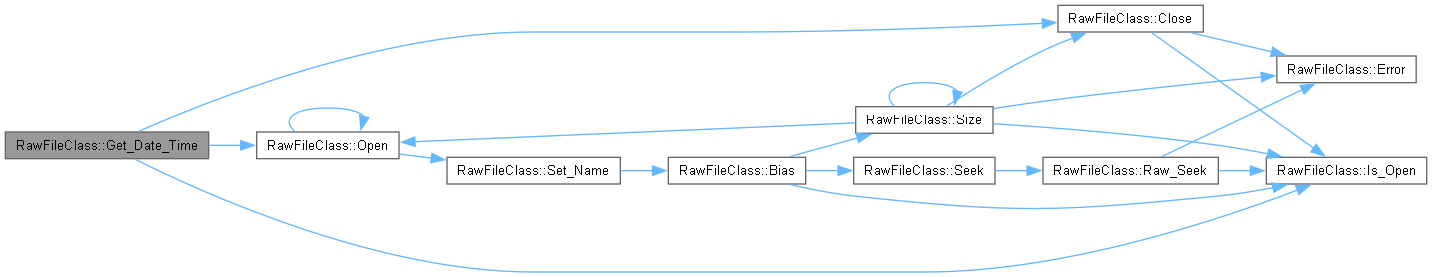 RawFileClass::Close
RawFileClass::Error
RawFileClass::Size
RawFileClass::Get_Date_Time
RawFileClass::Open
RawFileClass::Set_Name
RawFileClass::Bias
RawFileClass::Seek
RawFileClass::Raw_Seek
RawFileClass::Is_Open